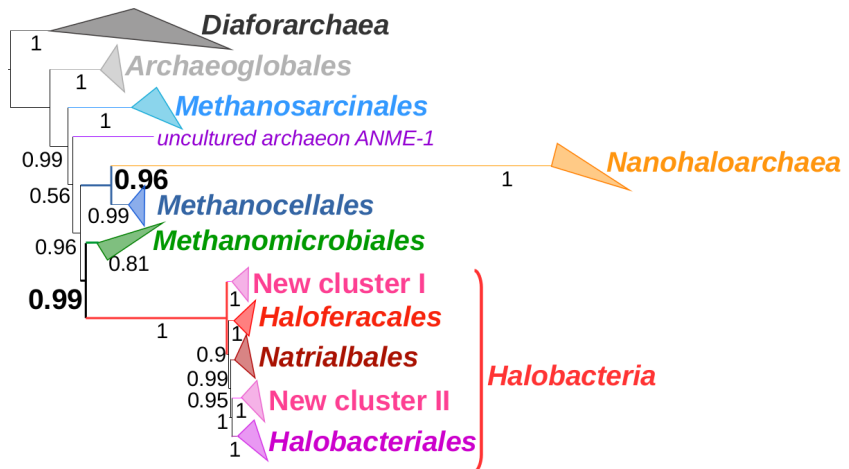 Diaforarchaea
1
Archaeoglobales
1
Methanosarcinales
1
uncultured archaeon ANME-1
0.99
Nanohaloarchaea
1
0.96
0.56
Methanocellales
0.99
Methanomicrobiales
0.96
0.81
New cluster I
1
0.99
Haloferacales
1
1
Natrialbales
0.9
0.99
Halobacteria
New cluster II
0.95
1
1
Halobacteriales
1